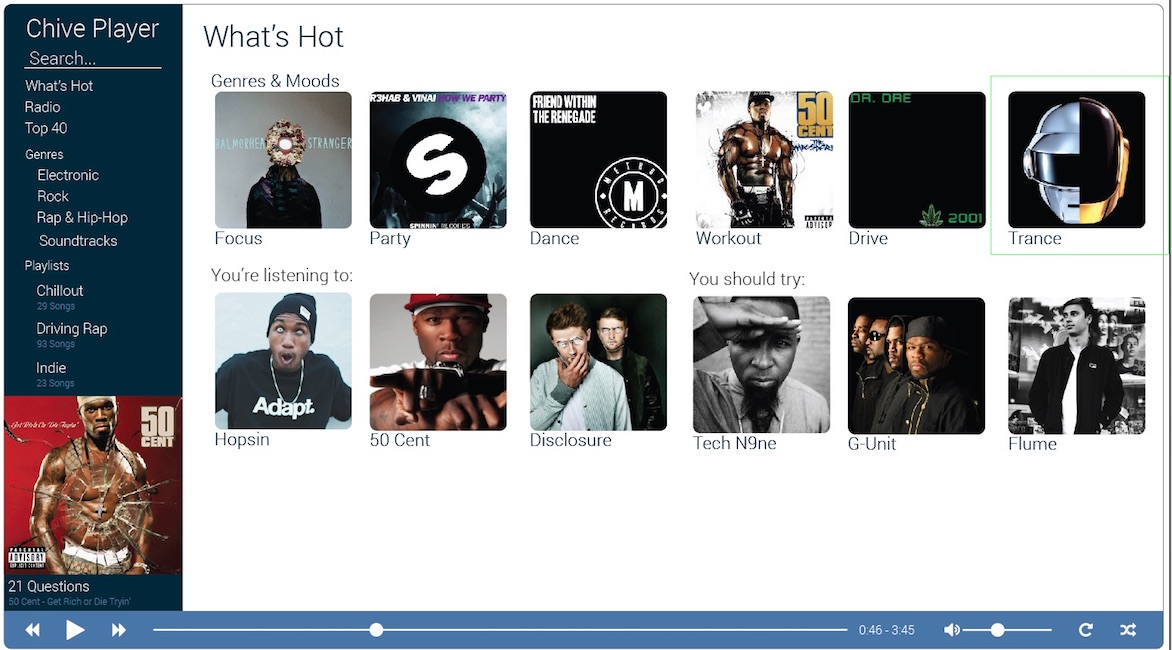 Chive Player
Search...
What's Hot
Radio
Top 40
Genres
Electronic
Rock
Rap & Hip-Hop
Soundtracks
Playlists
Chillout
29 Songs
Driving Rap
93 Songs
Indie
23 Songs
Get Rich Or Die Tryin'
50
CENT
PARENTAL
ADVISORY
EXPLICIT CONTENT
21 Questions
50 Cent - Get Rich or Die Tryin'
What's Hot
Genres & Moods
BALMORHEA STRANGER
Focus
R3HAB & VINAI HOW WE PARTY
S
SPINNIN' RECORDS
Party
FRIEND WITHIN
THE RENEGADE
METHOD RECORDS
M
Dance
50
CENT
THE MASSACRE
PARENTAL
ADVISORY
Workout
DR. DRE
2001
Drive
Trance
You're listening to:
Adapt.
Hopsin
50 Cent
Disclosure
You should try:
Tech N9ne
G-Unit
Flume
0:46 - 3:45